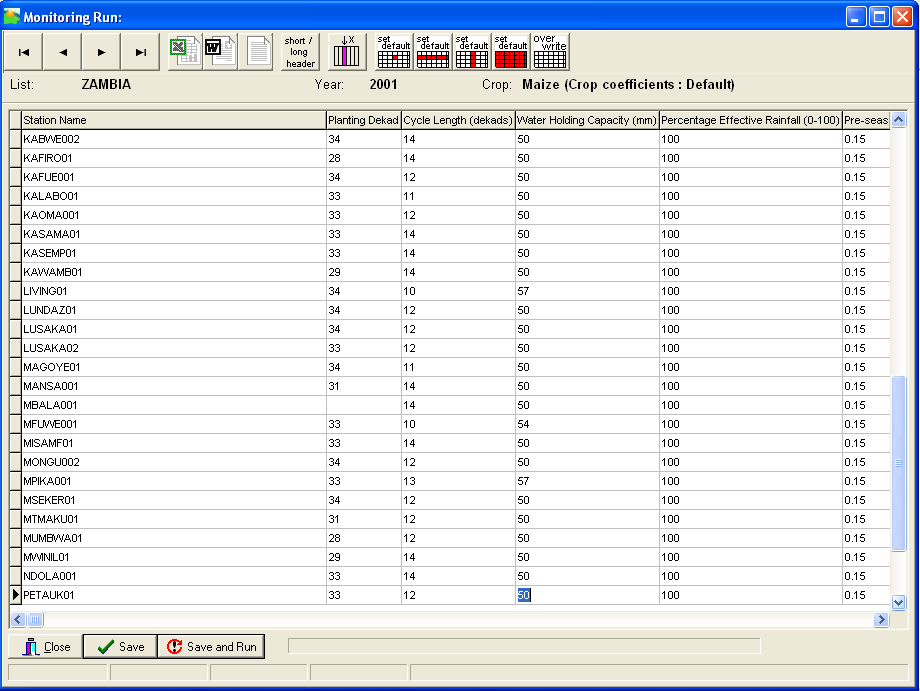 Monitoring Run:
short / long header
↓X
set default
set default
set default
set default
over write
List: ZAMBIA Year: 2001 Crop: Maize (Crop coefficients : Default)
Station Name Planting Dekad Cycle Length (dekads) Water Holding Capacity (mm) Percentage Effective Rainfall (0-100) Pre-seas
KABWE002 34 14 50 100 0.15
KAFIRO01 28 14 50 100 0.15
KAFUE001 34 12 50 100 0.15
KALABO01 33 11 50 100 0.15
KAOMA001 33 12 50 100 0.15
KASAMA01 33 14 50 100 0.15
KASEMP01 33 14 50 100 0.15
KAWAMB01 29 14 50 100 0.15
LIVING01 34 10 57 100 0.15
LUNDAZ01 34 12 50 100 0.15
LUSAKA01 34 12 50 100 0.15
LUSAKA02 33 12 50 100 0.15
MAGOYE01 34 11 50 100 0.15
MANSA001 31 14 50 100 0.15
MBALA001 14 50 100 0.15
MFUWE001 33 10 54 100 0.15
MISAMF01 33 14 50 100 0.15
MONGU002 34 12 50 100 0.15
MPIKA001 33 13 57 100 0.15
MSEKER01 34 12 50 100 0.15
MTMAKU01 31 12 50 100 0.15
MUMBWA01 28 12 50 100 0.15
MWINIL01 29 14 50 100 0.15
NDOLA001 33 14 50 100 0.15
PETAUK01 33 12 50 100 0.15
Close Save Save and Run